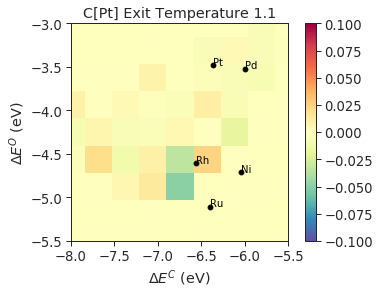 C[Pt] Exit Temperature 1.1
ΔE^O (eV)
−3.0
−3.5
−4.0
−4.5
−5.0
−5.5
Pt
Pd
Rh
Ni
Ru
−8.0 −7.5 −7.0 −6.5 −6.0 −5.5
ΔE^C (eV)
0.100
0.075
0.050
0.025
0.000
−0.025
−0.050
−0.075
−0.100